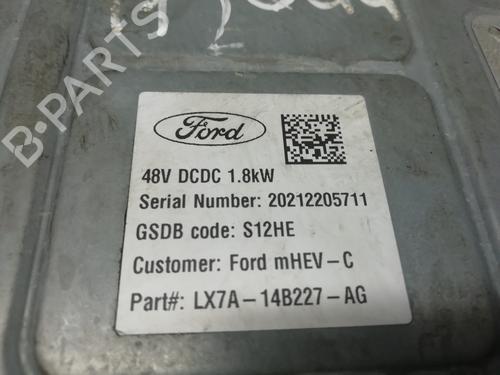 B-PARTS
Ford
48V DCDC 1.8kW
Serial Number: 20212205711
GSDB code: S12HE
Customer: Ford mHEV-C
Part#: LX7A-14B227-AG